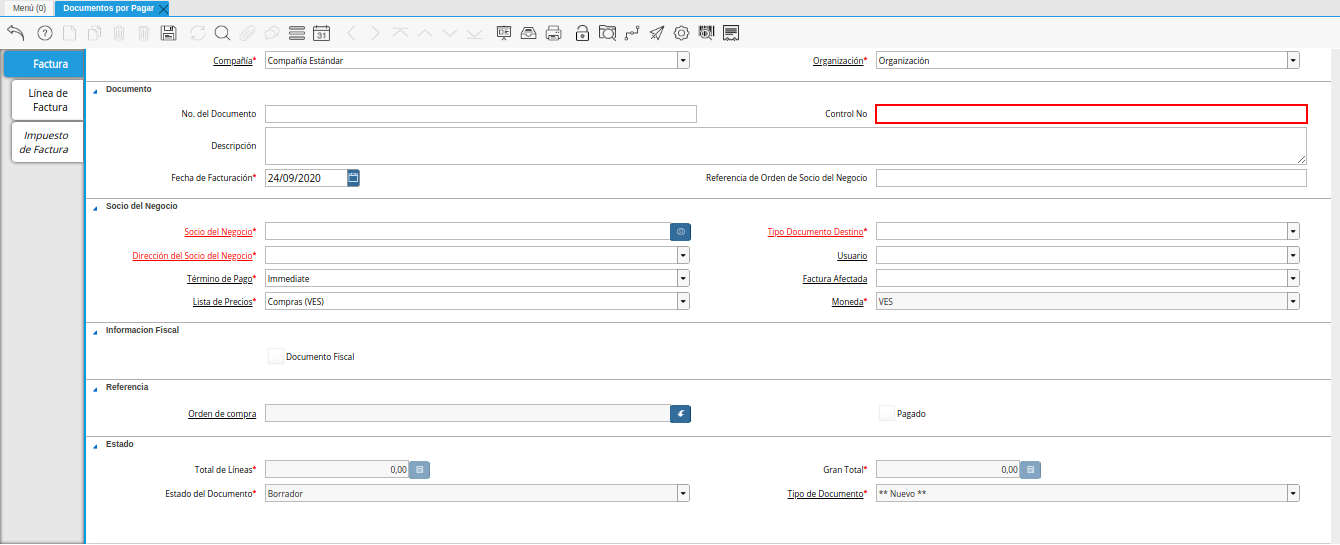 Menú (0) Documentos por Pagar
31
Factura
Línea de
Factura
Impuesto
de Factura
Compañía* Compañía Estándar Organización* Organización
Documento
No. del Documento Control No
Descripción
Fecha de Facturación* 24/09/2020 Referencia de Orden de Socio del Negocio
Socio del Negocio
Socio del Negocio* Tipo Documento Destino*
Dirección del Socio del Negocio* Usuario
Término de Pago* Immediate Factura Afectada
Lista de Precios* Compras (VES) Moneda* VES
Informacion Fiscal
Documento Fiscal
Referencia
Orden de compra Pagado
Estado
Total de Líneas* 0,00 Gran Total* 0,00
Estado del Documento* Borrador Tipo de Documento* ** Nuevo **